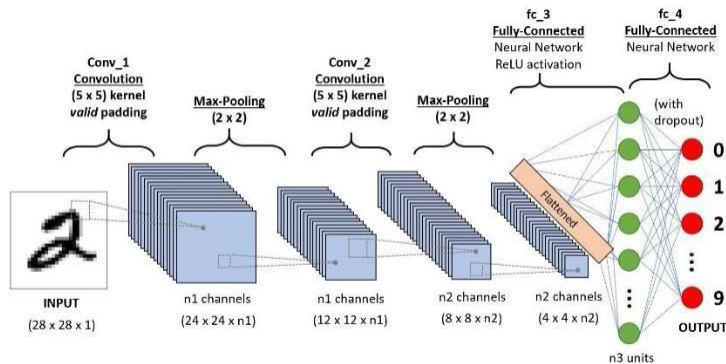 fc_3
Fully-Connected
Neural Network
ReLU activation
fc_4
Fully-Connected
Neural Network
Conv_1
Convolution
(5 x 5) kernel
valid padding
Max-Pooling
(2 x 2)
Conv_2
Convolution
(5 x 5) kernel
valid padding
Max-Pooling
(2 x 2)
(with
dropout)
2
Flattened
0
1
2
9
INPUT
(28 x 28 x 1)
n1 channels
(24 x 24 x n1)
n1 channels
(12 x 12 x n1)
n2 channels
(8 x 8 x n2)
n2 channels
(4 x 4 x n2)
OUTPUT
n3 units